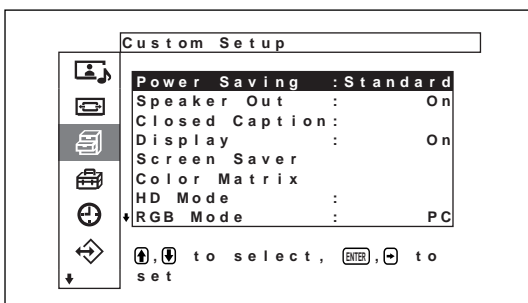 Custom Setup
Power Saving :Standard
Speaker Out : On
Closed Caption:
Display : On
Screen Saver
Color Matrix
HD Mode :
RGB Mode : PC
↑,↓ to select, ENTER,→ to
set